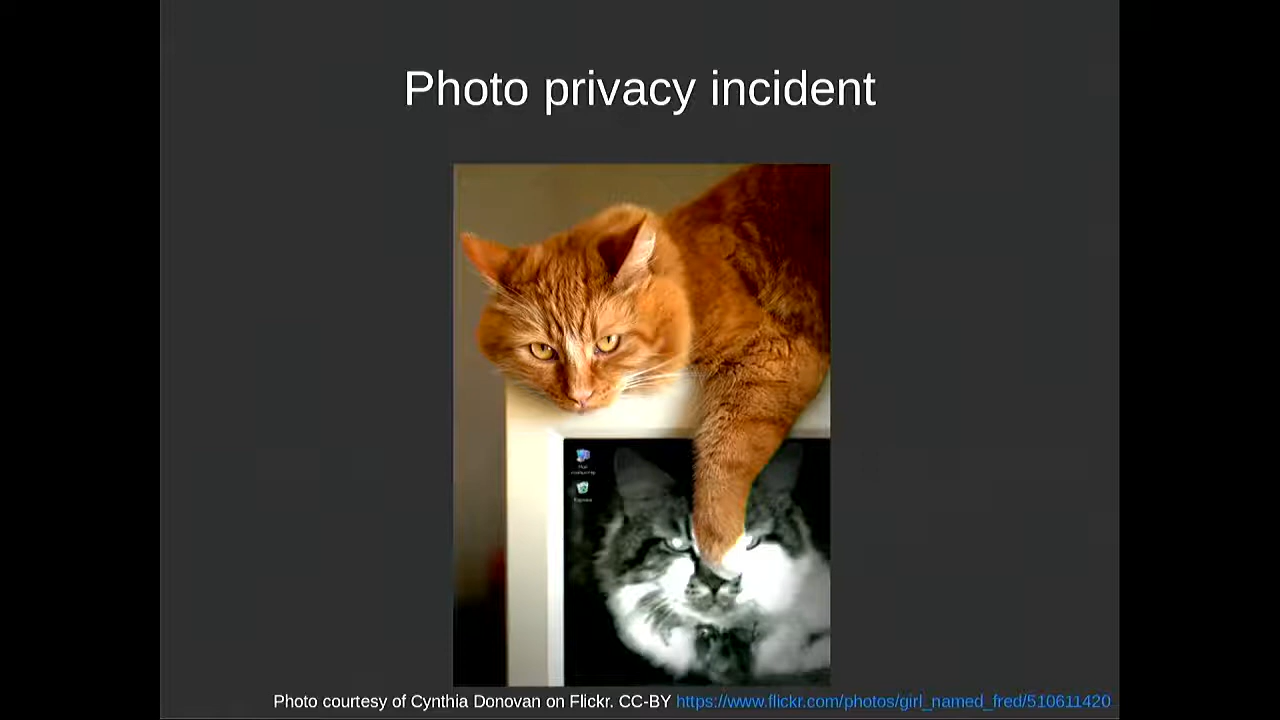 Photo privacy incident
Photo courtesy of Cynthia Donovan on Flickr. CC-BY https://www.flickr.com/photos/girl_named_fred/510611420